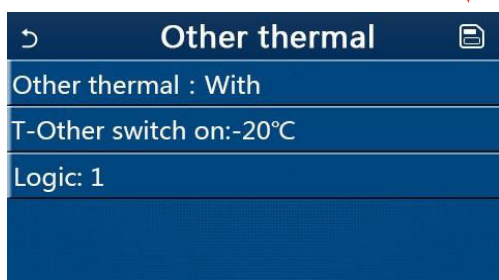 Other thermal
Other thermal : With
T-Other switch on:-20℃
Logic: 1